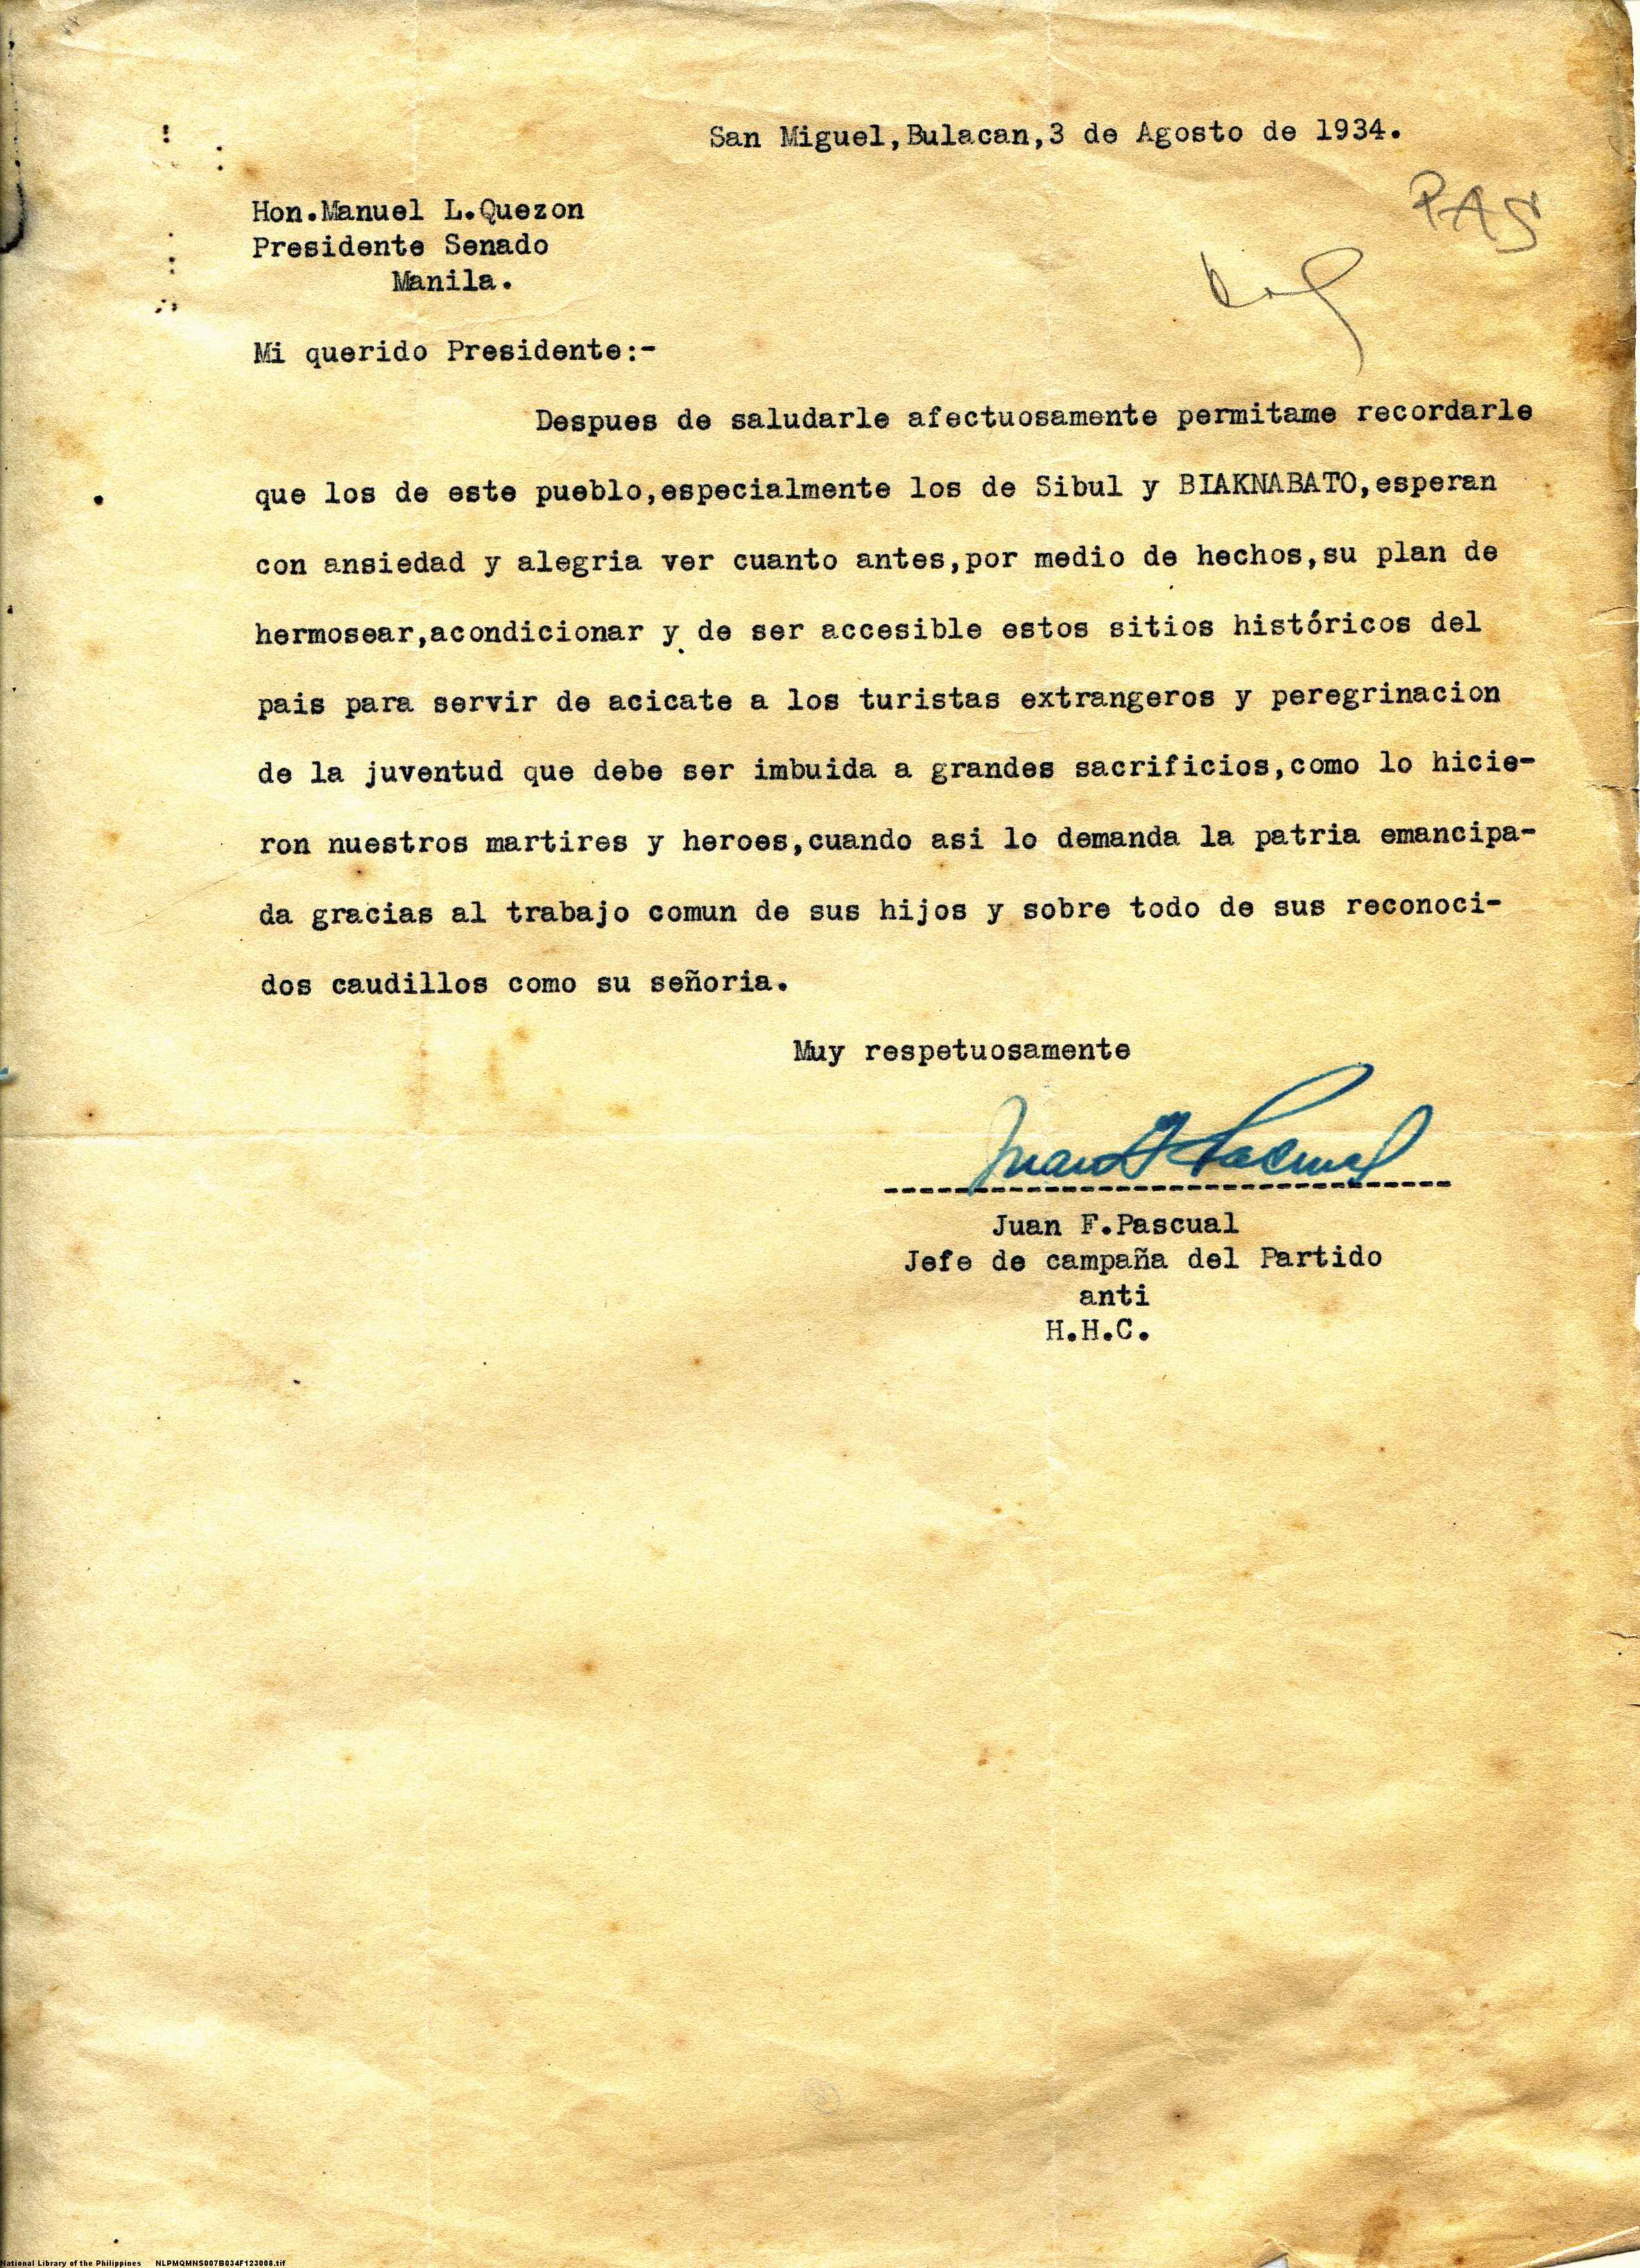 San Miguel,Bulacan,3 de Agosto de 1934.
PAS
Hon.Manuel L.Quezon
Presidente Senado
Manila.
Mi querido Presidente:-
Despues de saludarle afectuosamente permitame recordarle
que los de este pueblo,especialmente los de Sibul y BIAKNABATO,esperan
con ansiedad y alegria ver cuanto antes,por medio de hechos,su plan de
hermosear,acondicionar y de ser accesible estos sitios históricos del
pais para servir de acicate a los turistas extrangeros y peregrinacion
de la juventud que debe ser imbuida a grandes sacrificios,como lo hicie-
ron nuestros martires y heroes,cuando asi lo demanda la patria emancipa-
da gracias al trabajo comun de sus hijos y sobre todo de sus reconoci-
dos caudillos como su señoria.
Muy respetuosamente
Juan F Pascual
Juan F.Pascual
Jefe de campaña del Partido
anti
H.H.C.
National Library of the Philippines NLPMQMNS007B034F123008.tif